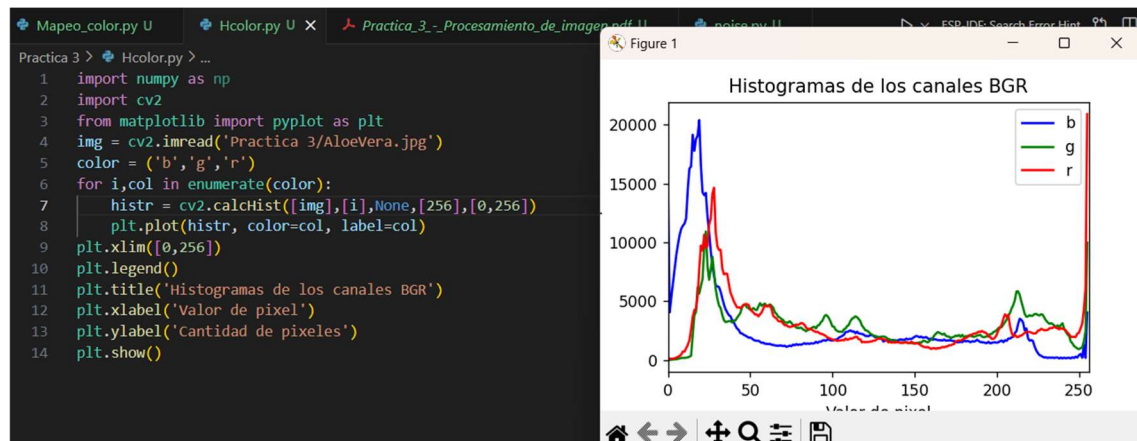 Mapeo_color.py U
Hcolor.py U
Practica_3_-_Procesamiento_de_imagen.pdf U
noise.py U
ESP-IDF: Search Error Hint
Practica 3 > Hcolor.py > ...
1 import numpy as np
2 import cv2
3 from matplotlib import pyplot as plt
4 img = cv2.imread('Practica 3/AloeVera.jpg')
5 color = ('b','g','r')
6 for i,col in enumerate(color):
7 histr = cv2.calcHist([img],[i],None,[256],[0,256])
8 plt.plot(histr, color=col, label=col)
9 plt.xlim([0,256])
10 plt.legend()
11 plt.title('Histogramas de los canales BGR')
12 plt.xlabel('Valor de pixel')
13 plt.ylabel('Cantidad de pixeles')
14 plt.show()
Figure 1
Histogramas de los canales BGR
20000
15000
10000
5000
0
b
g
r
0 50 100 150 200 250
Valor de pixel